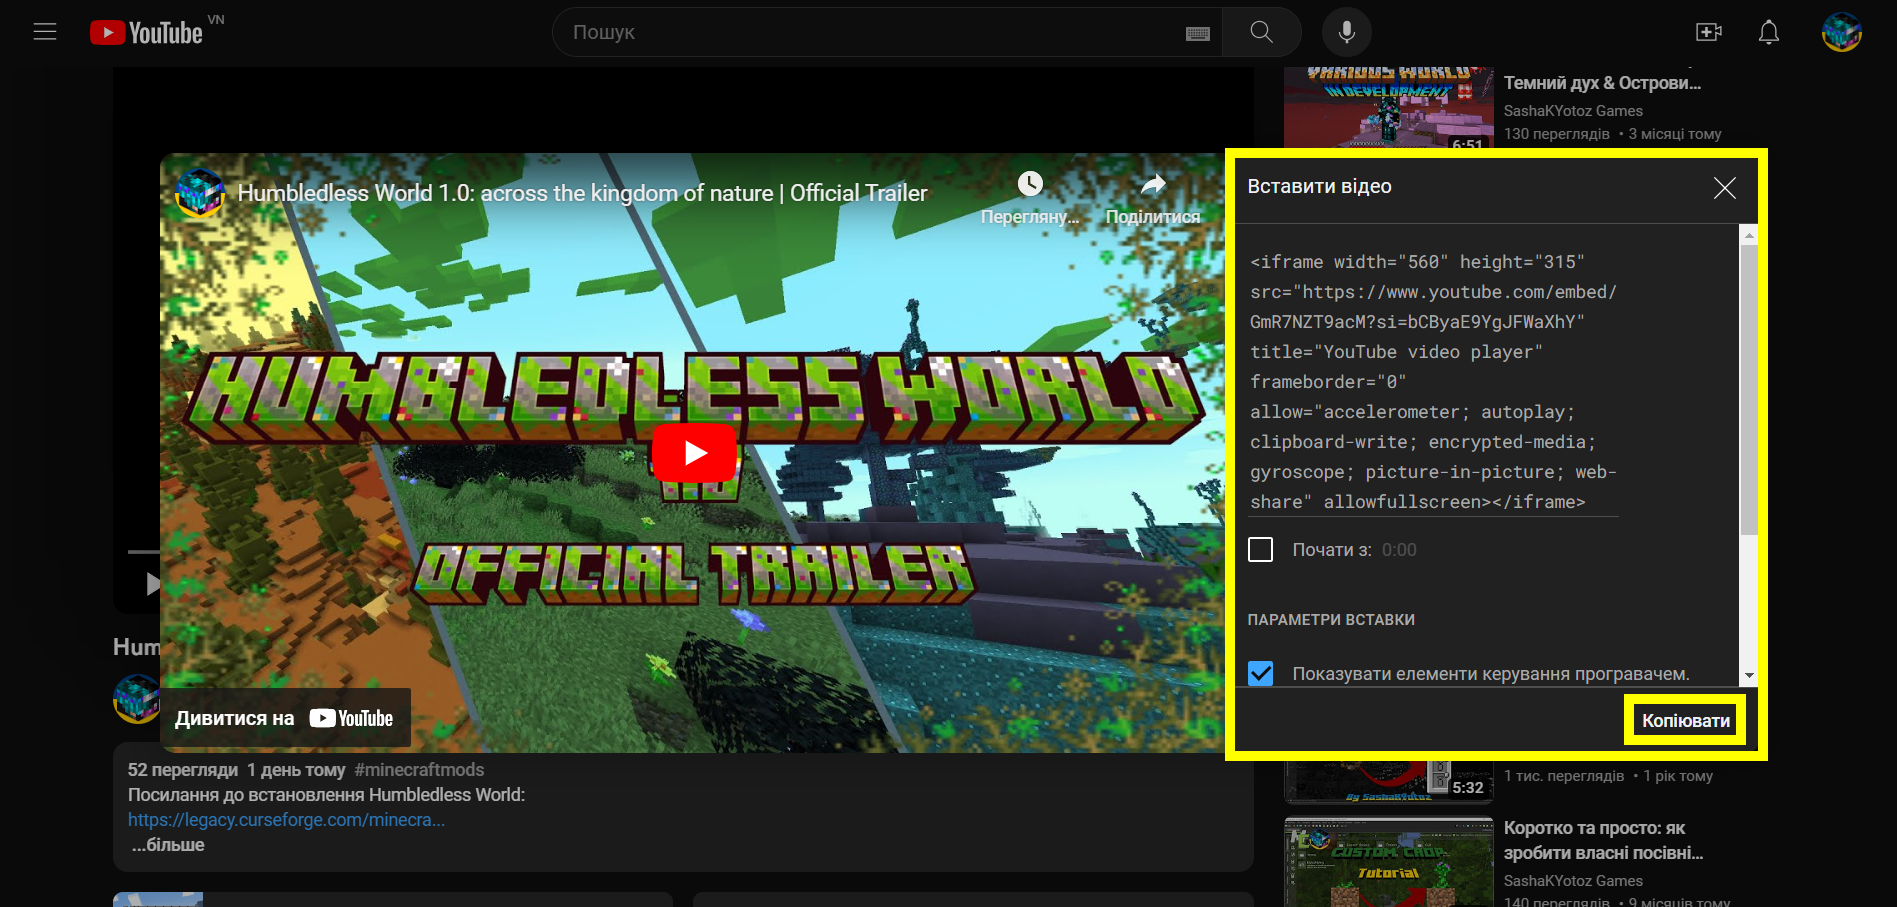 YouTube VN
Пошук
Темний дух & Острови...
SashaKYotoz Games
130 переглядів • 3 місяці тому
IN DEVELOPMENT
6:51
Humbledless World 1.0: across the kingdom of nature | Official Trailer
Перегляну...
Поділитися
HUMBLEDLESS WORLD
OFFICIAL TRAILER
Дивитися на YouTube
Вставити відео
<iframe width="560" height="315"
src="https://www.youtube.com/embed/
GmR7NZT9acM?si=bCByaE9YgJFWaXhY"
title="YouTube video player"
frameborder="0"
allow="accelerometer; autoplay;
clipboard-write; encrypted-media;
gyroscope; picture-in-picture; web-
share" allowfullscreen></iframe>
Почати з: 0:00
ПАРАМЕТРИ ВСТАВКИ
Показувати елементи керування програвачем.
Копіювати
Hum
52 перегляди 1 день тому #minecraftmods
Посилання до встановлення Humbledless World:
https://legacy.curseforge.com/minecra...
...більше
1 тис. переглядів • 1 рік тому
5:32
By SashaKYotoz
Коротко та просто: як
зробити власні посівні...
SashaKYotoz Games
140 переглядів • 9 місяців тому
CUSTOM CROP
Tutorial